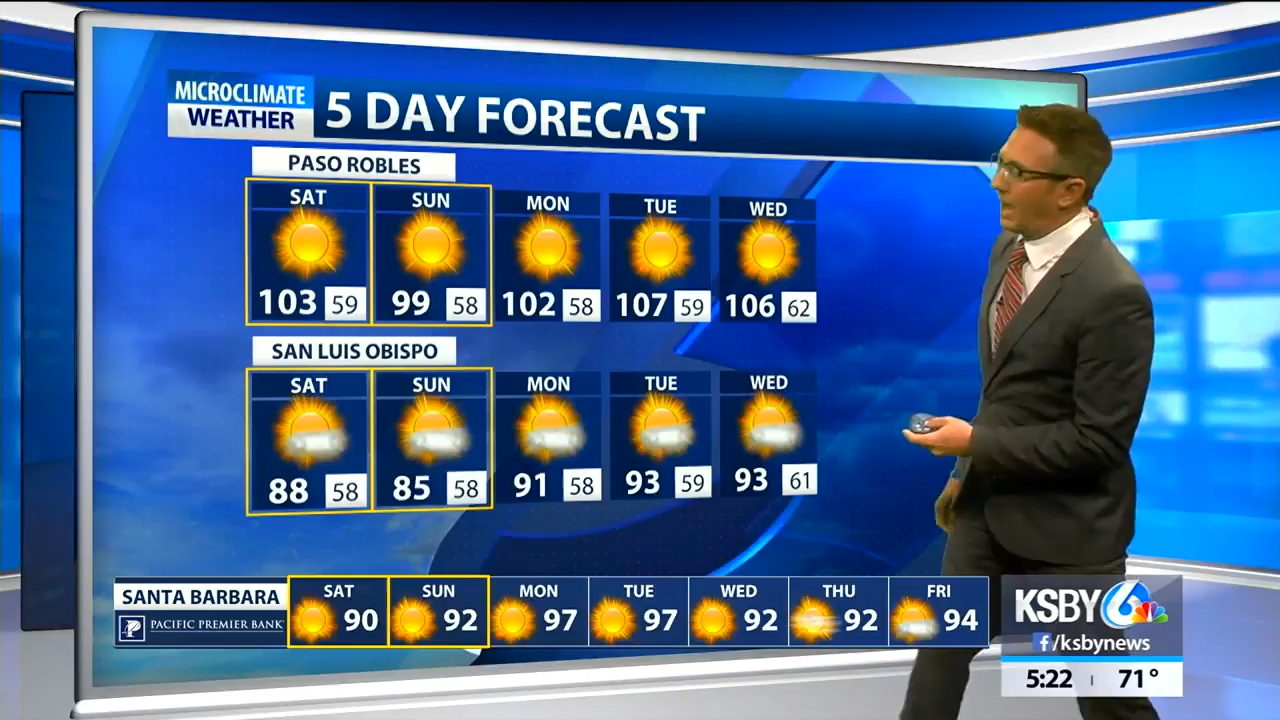 MICROCLIMATE
WEATHER
5 DAY FORECAST
PASO ROBLES
SAT SUN MON TUE WED
103 59 99 58 102 58 107 59 106 62
SAN LUIS OBISPO
SAT SUN MON TUE WED
88 58 85 58 91 58 93 59 93 61
SANTA BARBARA
PACIFIC PREMIER BANK
SAT SUN MON TUE WED THU FRI
90 92 97 97 92 92 94
KSBY 6
f/ksbynews
5:22 71°